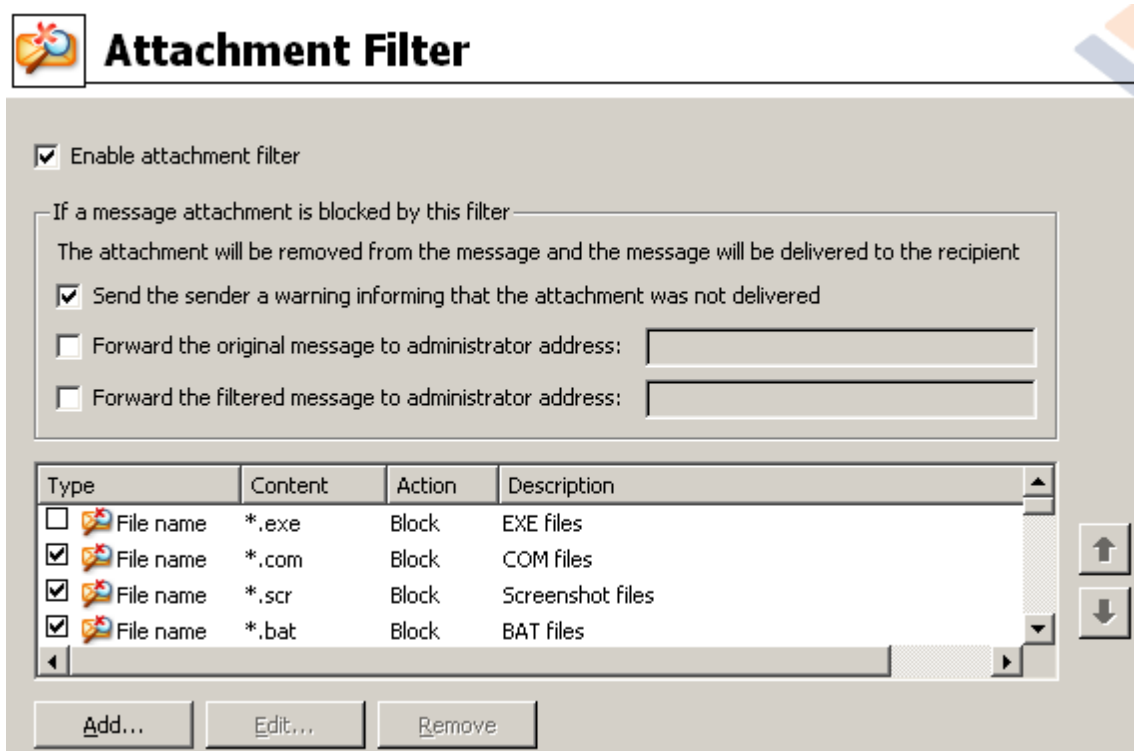 Attachment Filter
Enable attachment filter
If a message attachment is blocked by this filter
The attachment will be removed from the message and the message will be delivered to the recipient
Send the sender a warning informing that the attachment was not delivered
Forward the original message to administrator address:
Forward the filtered message to administrator address:
Type Content Action Description
File name *.exe Block EXE files
File name *.com Block COM files
File name *.scr Block Screenshot files
File name *.bat Block BAT files
Add... Edit... Remove